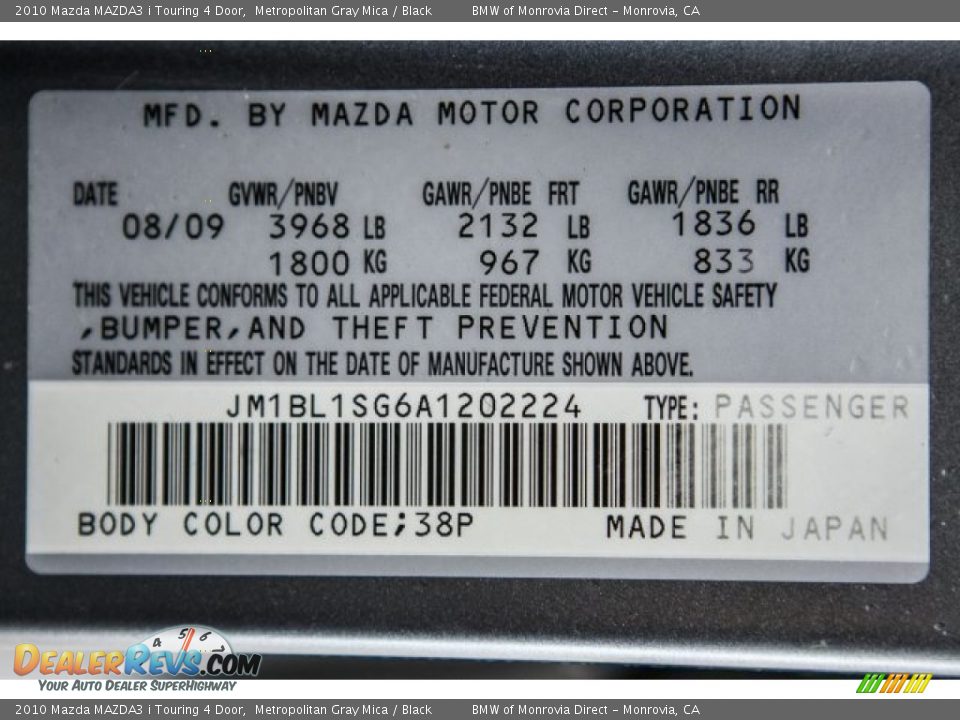 2010 Mazda MAZDA3 i Touring 4 Door, Metropolitan Gray Mica / Black BMW of Monrovia Direct - Monrovia, CA
MFD. BY MAZDA MOTOR CORPORATION
DATE GVWR/PNBV GAWR/PNBE FRT GAWR/PNBE RR
08/09 3968 LB 2132 LB 1836 LB
1800 KG 967 KG 833 KG
THIS VEHICLE CONFORMS TO ALL APPLICABLE FEDERAL MOTOR VEHICLE SAFETY
,BUMPER,AND THEFT PREVENTION
STANDARDS IN EFFECT ON THE DATE OF MANUFACTURE SHOWN ABOVE.
JM1BL1SG6A1202224 TYPE: PASSENGER
BODY COLOR CODE;38P MADE IN JAPAN
4 5 6 7
DEALERREVS.COM
YOUR AUTO DEALER SUPERHIGHWAY
2010 Mazda MAZDA3 i Touring 4 Door, Metropolitan Gray Mica / Black BMW of Monrovia Direct - Monrovia, CA